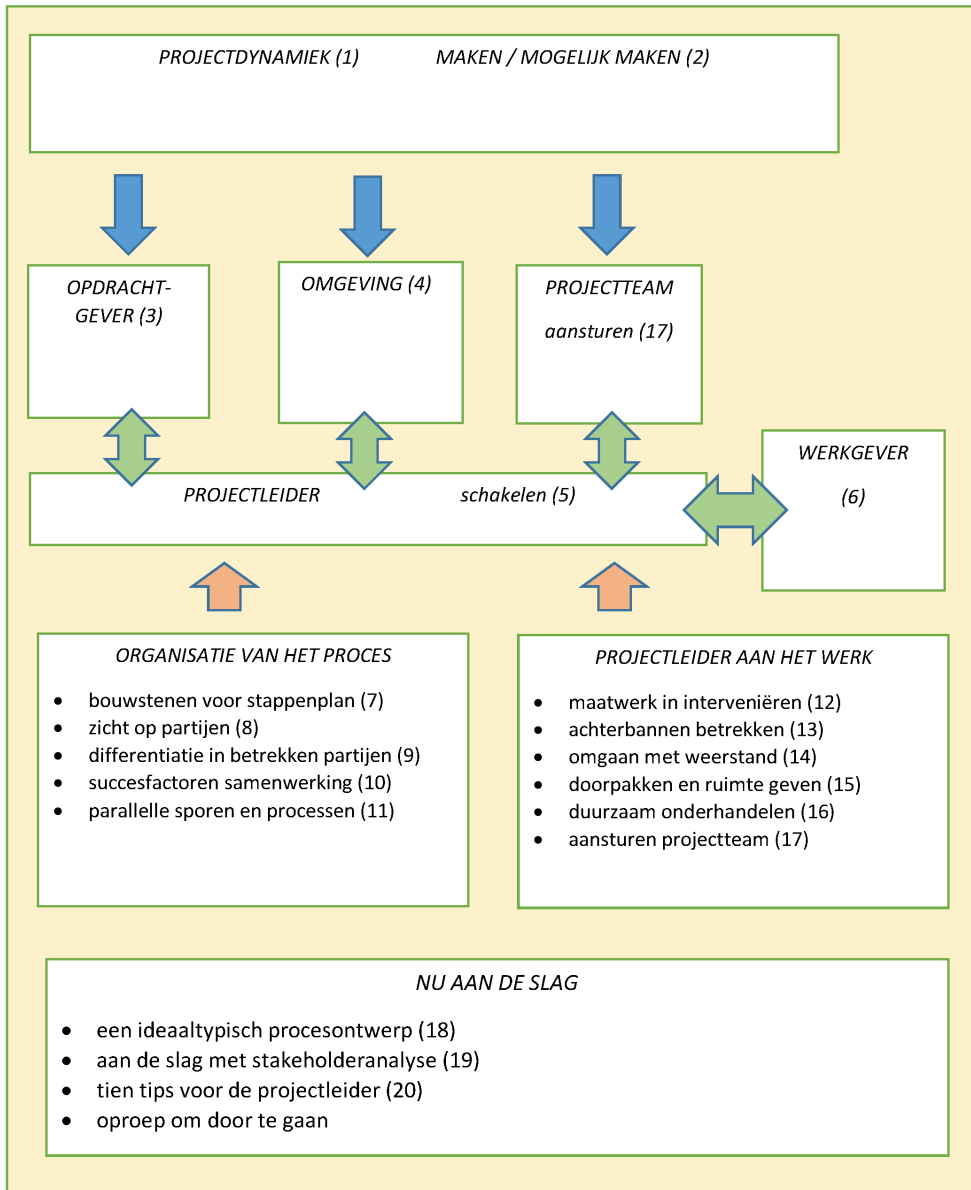 PROJECTDYNAMIEK (1) MAKEN / MOGELIJK MAKEN (2)
OPDRACHT-
GEVER (3)
OMGEVING (4)
PROJECTTEAM
aansturen (17)
PROJECTLEIDER schakelen (5)
WERKGEVER
(6)
ORGANISATIE VAN HET PROCES
• bouwstenen voor stappenplan (7)
• zicht op partijen (8)
• differentiatie in betrekken partijen (9)
• succesfactoren samenwerking (10)
• parallelle sporen en processen (11)
PROJECTLEIDER AAN HET WERK
• maatwerk in interveniëren (12)
• achterbannen betrekken (13)
• omgaan met weerstand (14)
• doorpakken en ruimte geven (15)
• duurzaam onderhandelen (16)
• aansturen projectteam (17)
NU AAN DE SLAG
• een ideaaltypisch procesontwerp (18)
• aan de slag met stakeholderanalyse (19)
• tien tips voor de projectleider (20)
• oproep om door te gaan